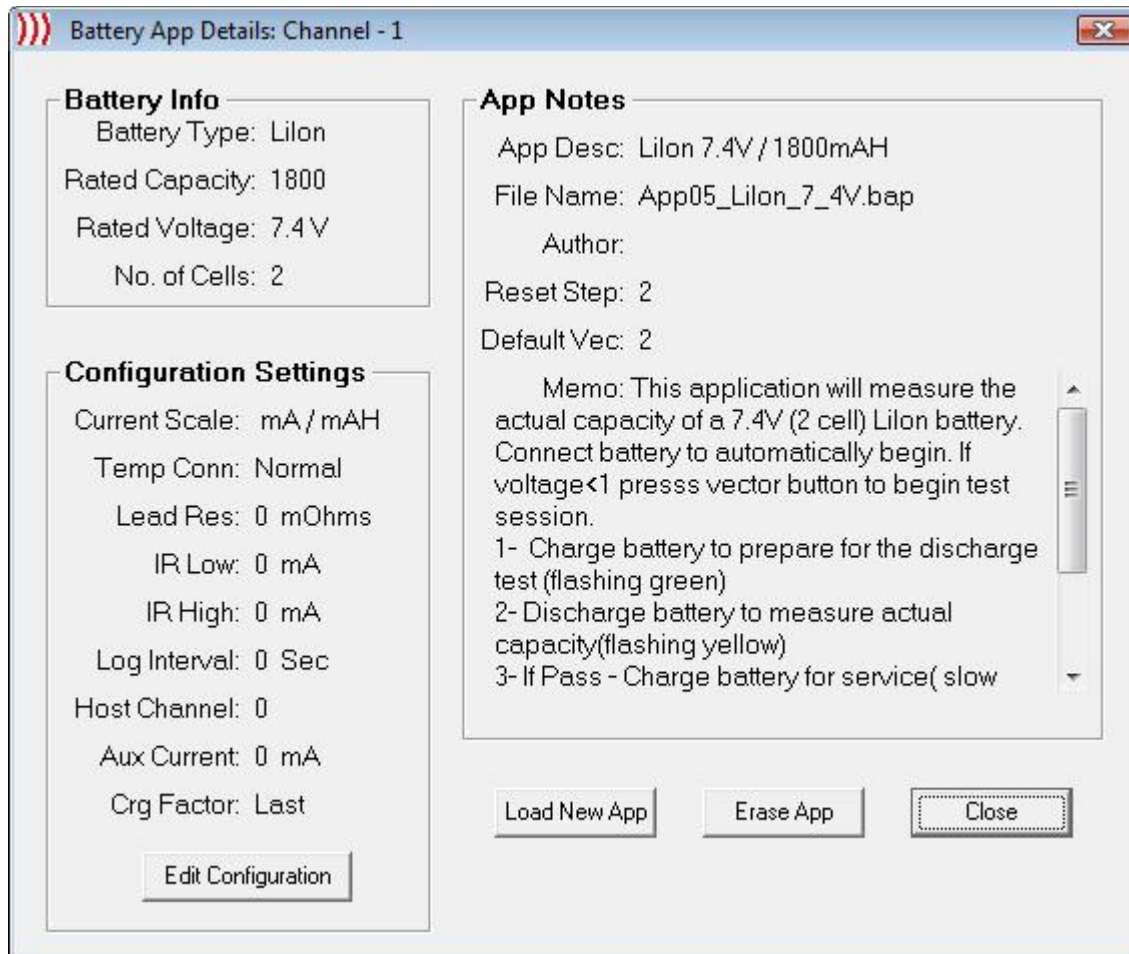 Battery App Details: Channel - 1
Battery Info
Battery Type: LiIon
Rated Capacity: 1800
Rated Voltage: 7.4 V
No. of Cells: 2
Configuration Settings
Current Scale: mA / mAH
Temp Conn: Normal
Lead Res: 0 mOhms
IR Low: 0 mA
IR High: 0 mA
Log Interval: 0 Sec
Host Channel: 0
Aux Current: 0 mA
Crg Factor: Last
Edit Configuration
App Notes
App Desc: LiIon 7.4V / 1800mAH
File Name: App05_LiIon_7_4V.bap
Author:
Reset Step: 2
Default Vec: 2
Memo: This application will measure the
actual capacity of a 7.4V (2 cell) LiIon battery.
Connect battery to automatically begin. If
voltage<1 presss vector button to begin test
session.
1- Charge battery to prepare for the discharge
test (flashing green)
2- Discharge battery to measure actual
capacity(flashing yellow)
3- If Pass - Charge battery for service( slow
Load New App
Erase App
Close